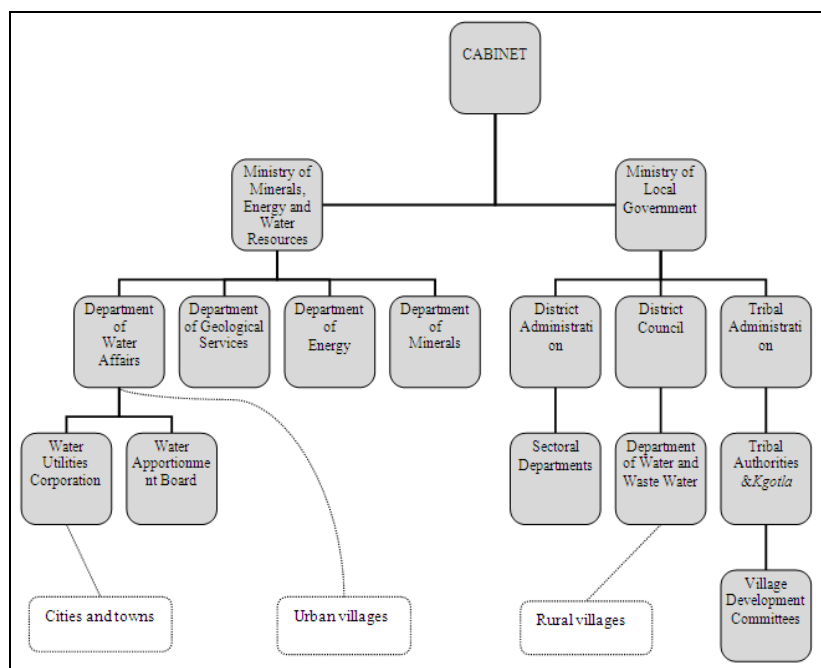 CABINET
Ministry of
Minerals,
Energy and
Water
Resources
Ministry of
Local
Government
Department
of
Water
Affairs
Department
of Geological
Services
Department
of
Energy
Department
of
Minerals
District
Administrati
on
District
Council
Tribal
Administrati
on
Water
Utilities
Corporation
Water
Apportionme
nt Board
Sectoral
Departments
Department
of Water and
Waste Water
Tribal
Authorities
&Kgotla
Cities and towns
Urban villages
Rural villages
Village
Development
Committees